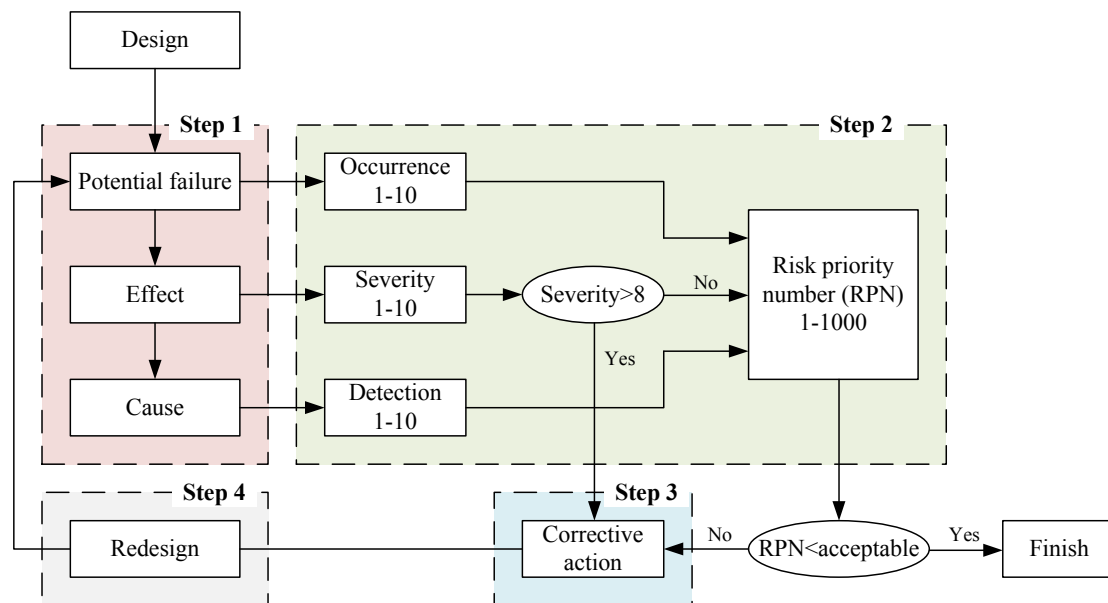 Design
Step 1
Step 2
Potential failure
Occurrence
1-10
Effect
Severity
1-10
Severity>8
No
Risk priority
number (RPN)
1-1000
Yes
Cause
Detection
1-10
Step 4
Step 3
Redesign
Corrective
action
No
RPN<acceptable
Yes
Finish